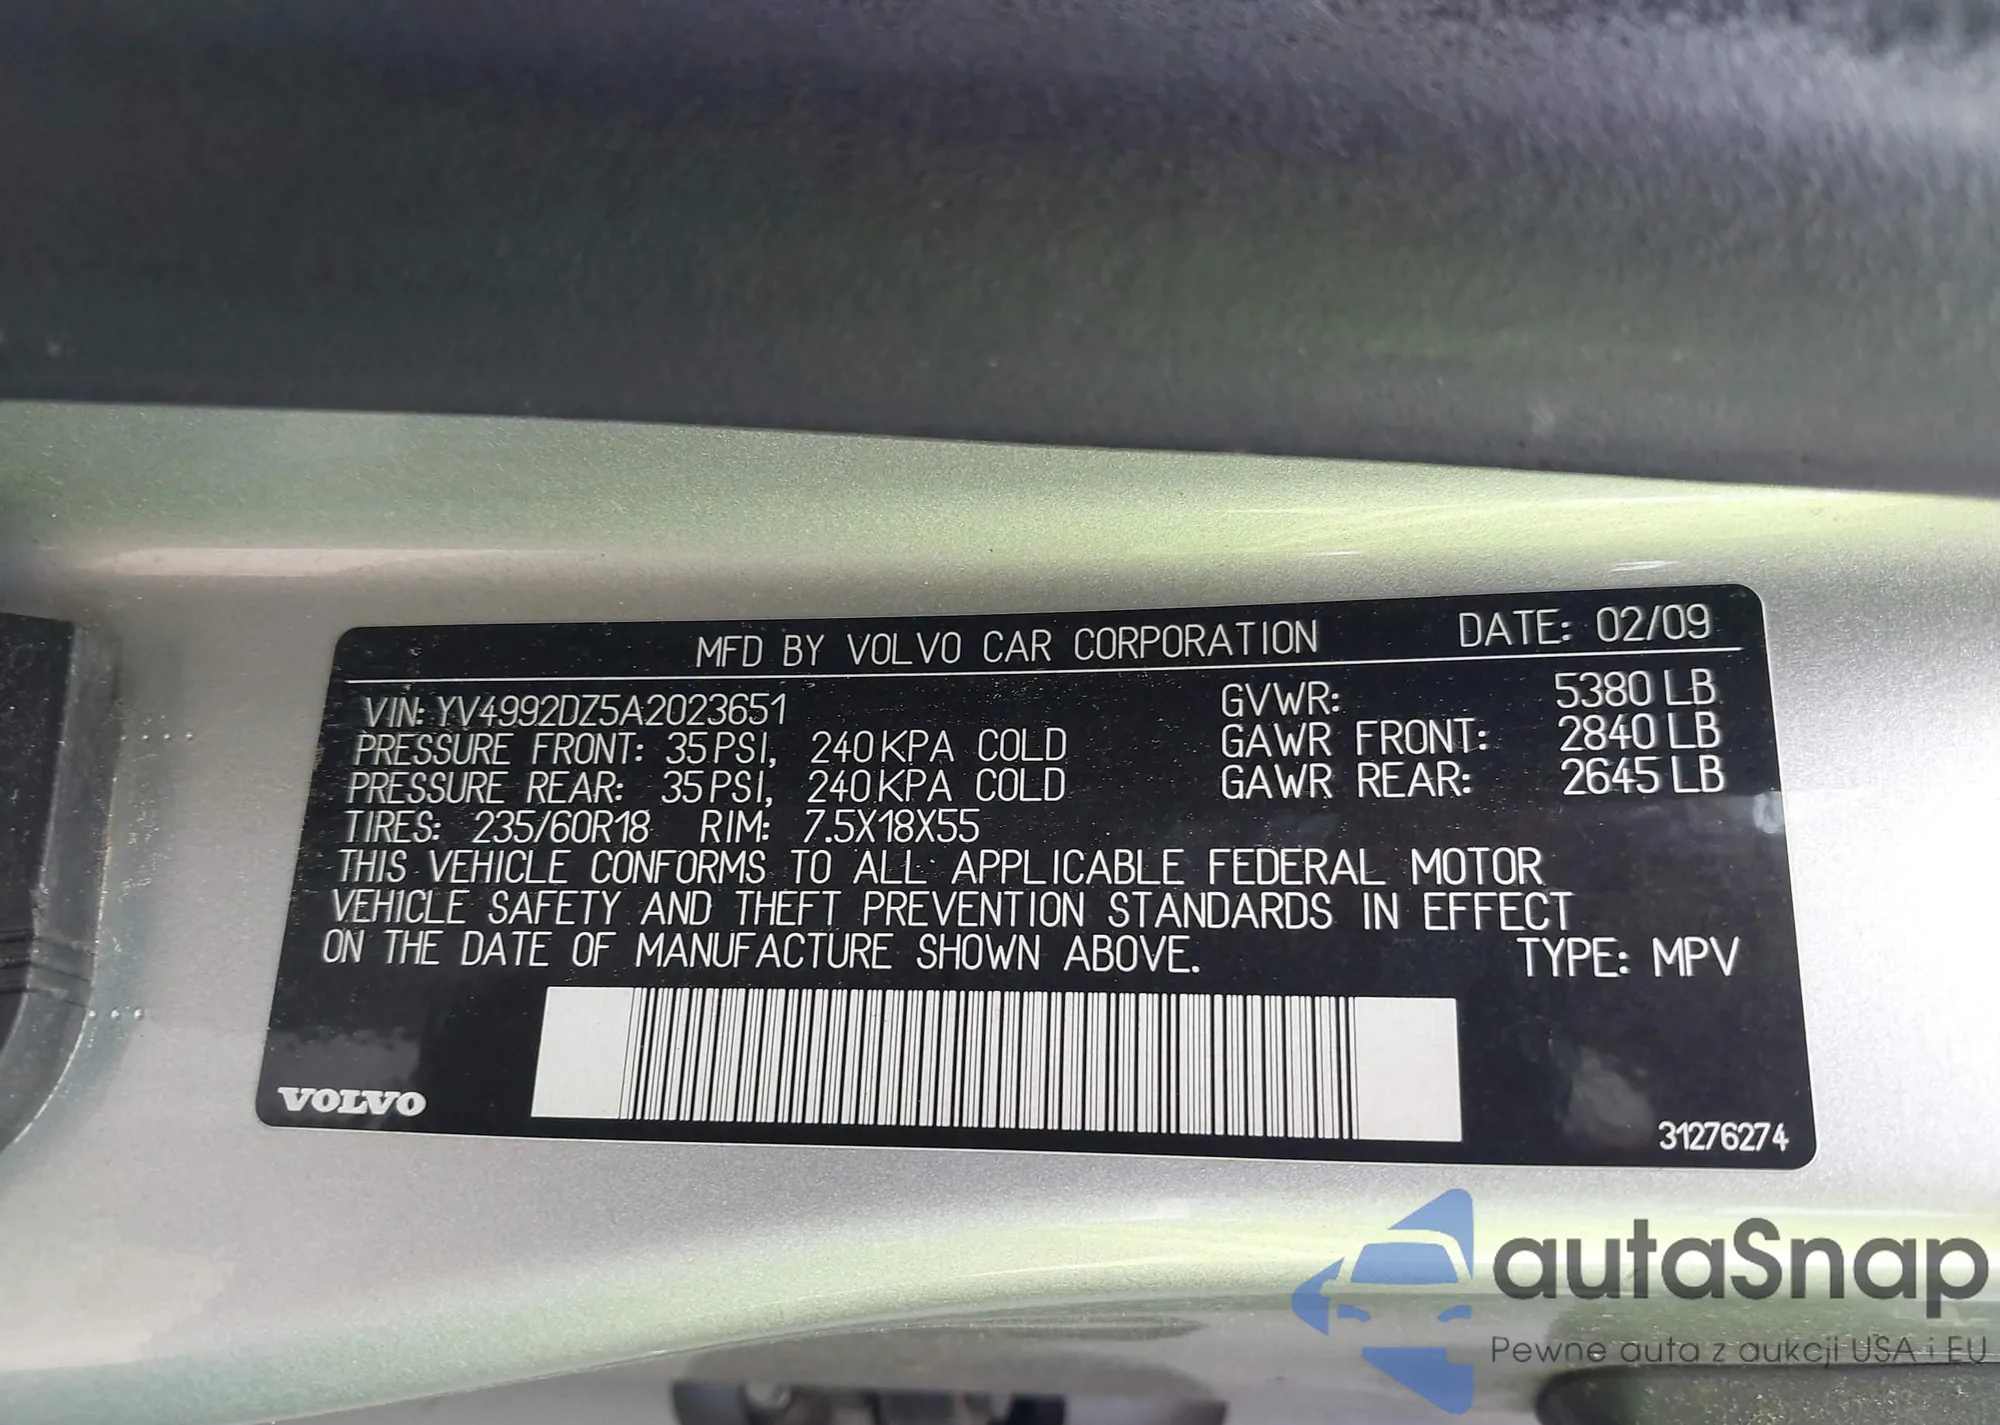 MFD BY VOLVO CAR CORPORATION DATE: 02/09
VIN: YV4992DZ5A2023651 GVWR: 5380 LB
PRESSURE FRONT: 35 PSI, 240 KPA COLD GAWR FRONT: 2840 LB
PRESSURE REAR: 35 PSI, 240 KPA COLD GAWR REAR: 2645 LB
TIRES: 235/60R18 RIM: 7.5X18X55
THIS VEHICLE CONFORMS TO ALL APPLICABLE FEDERAL MOTOR
VEHICLE SAFETY AND THEFT PREVENTION STANDARDS IN EFFECT
ON THE DATE OF MANUFACTURE SHOWN ABOVE. TYPE: MPV
VOLVO
31276274
autaSnap
Pewne auta z aukcji USA i EU